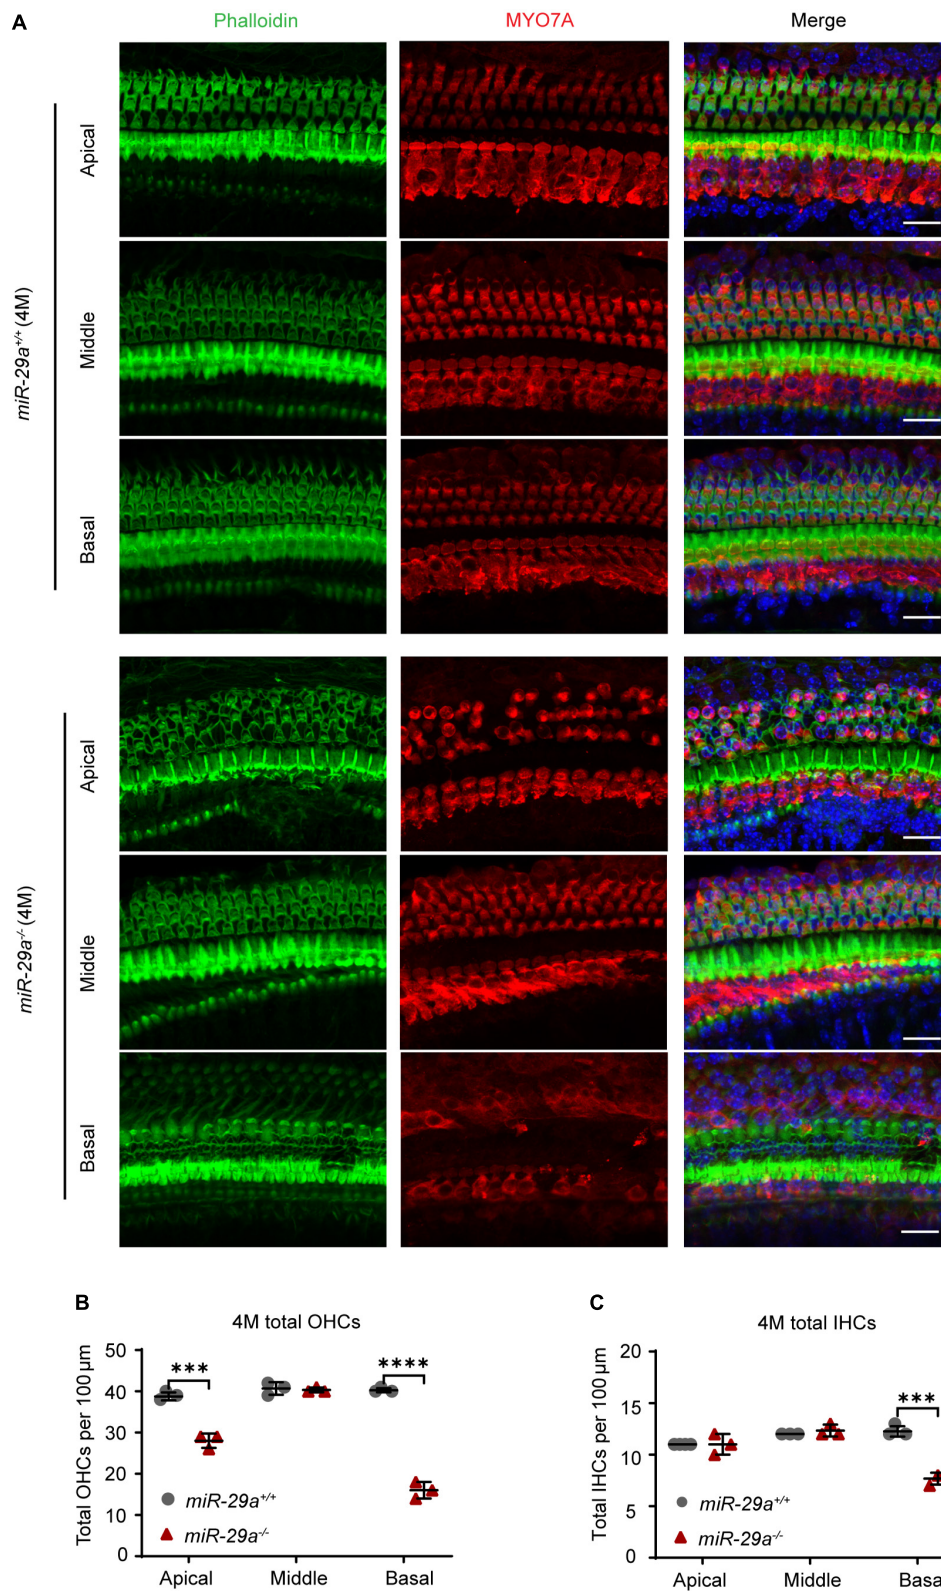 A
Phalloidin
MYO7A
Merge
miR-29a+/+ (4M)
Apical
Middle
Basal
miR-29a-/- (4M)
Apical
Middle
Basal
B
4M total OHCs
Total OHCs per 100 µm
50
40
30
20
10
0
***
****
miR-29a+/+
miR-29a-/-
Apical
Middle
Basal
C
4M total IHCs
Total IHCs per 100 µm
20
15
10
5
0
***
miR-29a+/+
miR-29a-/-
Apical
Middle
Basa